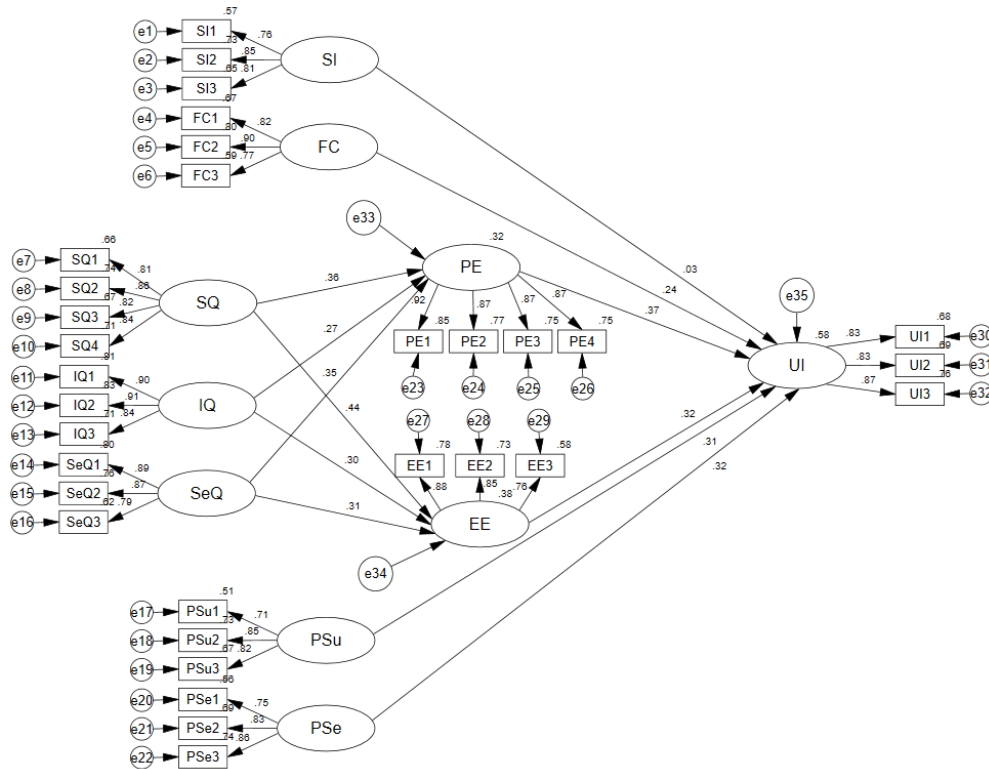 .57
e1 SI1 .76
.73
e2 SI2 .85 SI
.65 .81
e3 SI3
.67
e4 FC1 .82
.80
e5 FC2 .90 FC
.59 .77
e6 FC3
e33 .32
PE
.66
e7 SQ1 .81
.74
e8 SQ2 .86 SQ .36
.67 .82
e9 SQ3
.71 .84
e10 SQ4
.81
e11 IQ1 .90
.83
e12 IQ2 .91 IQ .27
.71 .84
e13 IQ3
.80
e14 SeQ1 .89
.76
e15 SeQ2 .87 SeQ .35
.62 .79
e16 SeQ3
.44
.30
.31
.92 .87 .87 .87
.85 .77 .75 .75
PE1 PE2 PE3 PE4
e23 e24 e25 e26
e27 e28 e29
.78 .73 .58
EE1 EE2 EE3
.88 .85 .76
.38
EE
e34
.03
.24
.37
e35
.58
UI
.32
.31
.32
.68
.83 UI1 e30
.69
.83 UI2 e31
.76
.87 UI3 e32
.51
e17 PSu1 .71
.73
e18 PSu2 .85 PSu
.67 .82
e19 PSu3
.56
e20 PSe1 .75
.69
e21 PSe2 .83 PSe
.74 .86
e22 PSe3